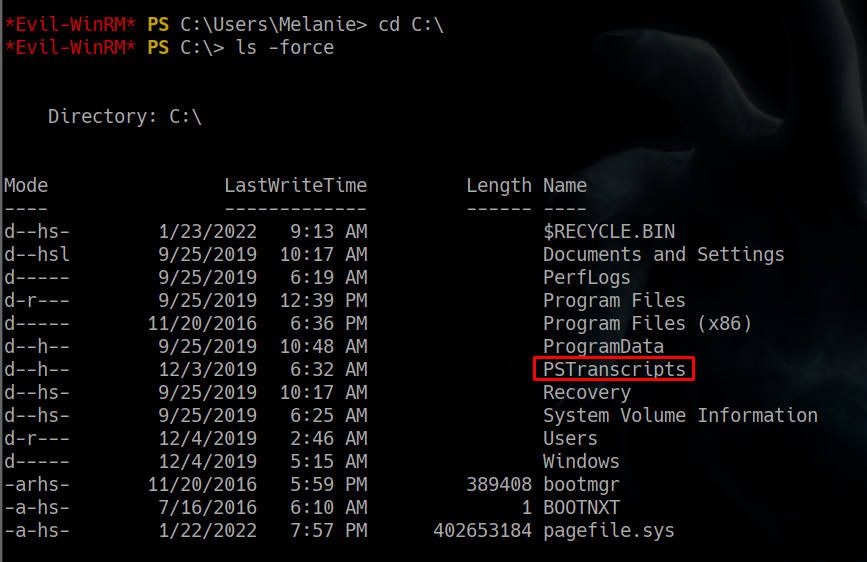 *Evil-WinRM* PS C:\Users\Melanie> cd C:\
*Evil-WinRM* PS C:\> ls -force
Directory: C:\
Mode LastWriteTime Length Name
---- ------------- ------ ----
d--hs- 1/23/2022 9:13 AM $RECYCLE.BIN
d--hsl 9/25/2019 10:17 AM Documents and Settings
d----- 9/25/2019 6:19 AM PerfLogs
d-r--- 9/25/2019 12:39 PM Program Files
d----- 11/20/2016 6:36 PM Program Files (x86)
d--h-- 9/25/2019 10:48 AM ProgramData
d--h-- 12/3/2019 6:32 AM PSTranscripts
d--hs- 9/25/2019 10:17 AM Recovery
d--hs- 9/25/2019 6:25 AM System Volume Information
d-r--- 12/4/2019 2:46 AM Users
d----- 12/4/2019 5:15 AM Windows
-arhs- 11/20/2016 5:59 PM 389408 bootmgr
-a-hs- 7/16/2016 6:10 AM 1 BOOTNXT
-a-hs- 1/22/2022 7:57 PM 402653184 pagefile.sys